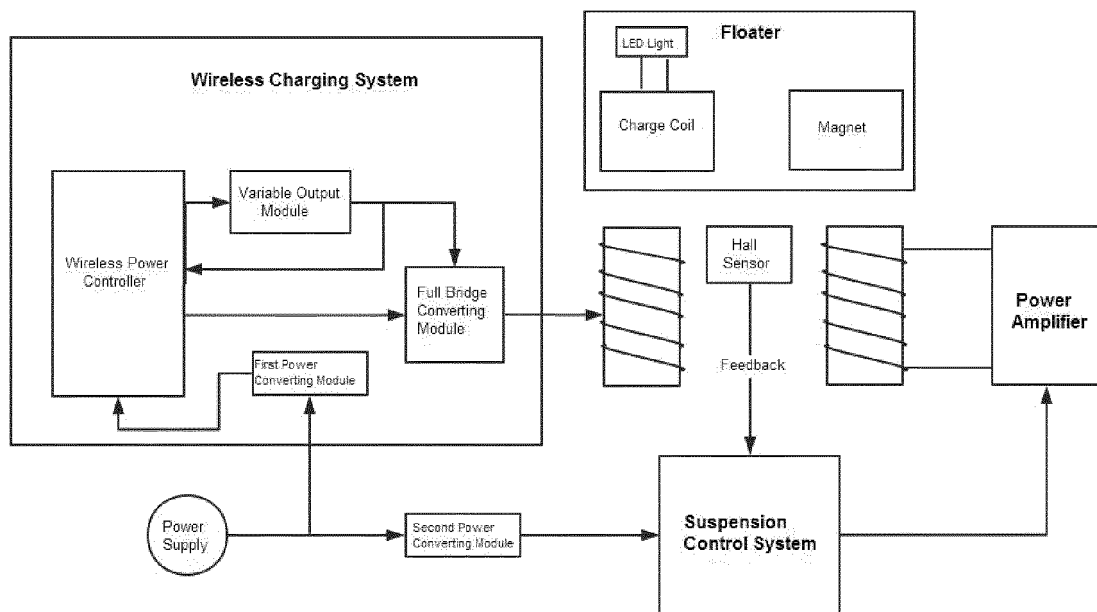 Floater
LED Light
Charge Coil
Magnet
Wireless Charging System
Variable Output
Module
Wireless Power
Controller
Full Bridge
Converting
Module
First Power
Converting Module
Hall
Sensor
Feedback
Power
Amplifier
Power
Supply
Second Power
Converting Module
Suspension
Control System